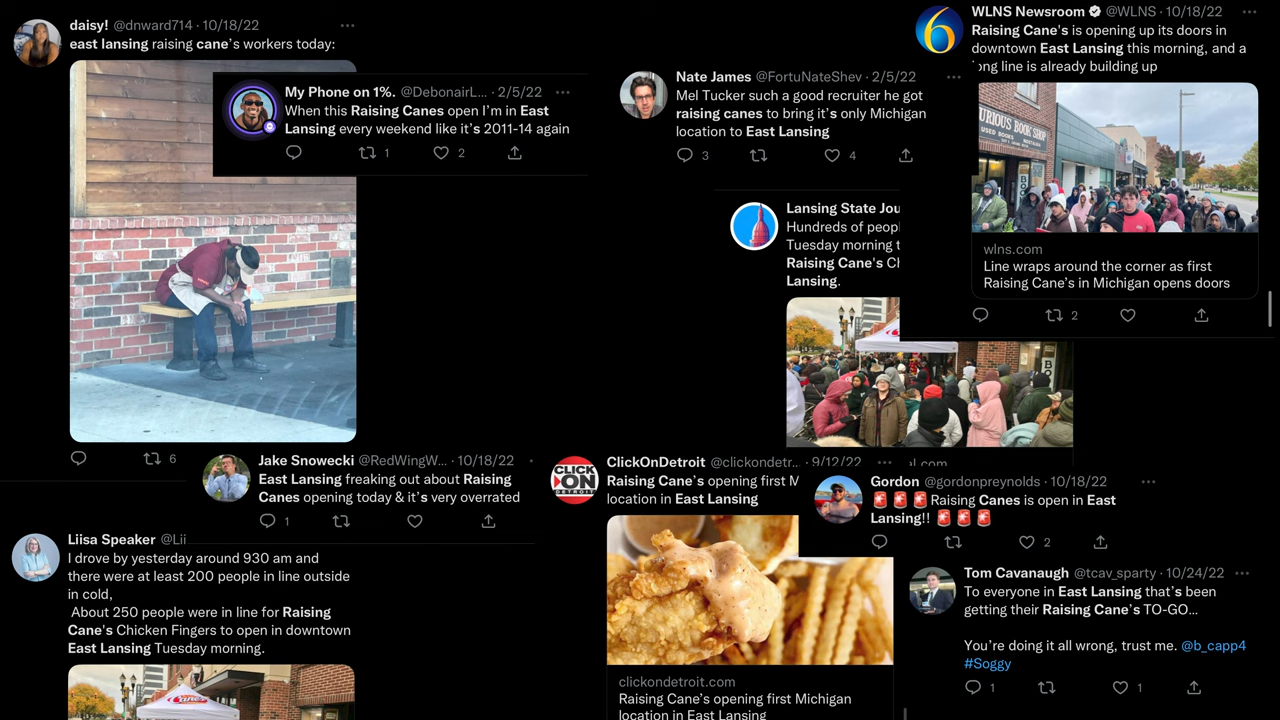 daisy! @dnward714 · 10/18/22
east lansing raising cane's workers today:
6
My Phone on 1%. @DebonairL... · 2/5/22
When this Raising Canes open I'm in East
Lansing every weekend like it's 2011-14 again
1 2
Nate James @FortuNateShev · 2/5/22
Mel Tucker such a good recruiter he got
raising canes to bring it's only Michigan
location to East Lansing
3 4
6
WLNS Newsroom @WLNS · 10/18/22
Raising Cane's is opening up its doors in
downtown East Lansing this morning, and a
long line is already building up
CURIOUS BOOK SHOP
USED BOOKS
wlns.com
Line wraps around the corner as first
Raising Cane's in Michigan opens doors
2
Lansing State Jou
Hundreds of peopl
Tuesday morning t
Raising Cane's Ch
Lansing.
Jake Snowecki @RedWingW... · 10/18/22
East Lansing freaking out about Raising
Canes opening today & it's very overrated
1
Liisa Speaker @Lii
I drove by yesterday around 930 am and
there were at least 200 people in line outside
in cold,
About 250 people were in line for Raising
Cane's Chicken Fingers to open in downtown
East Lansing Tuesday morning.
Cane's
CLICK
ON
DETROIT
ClickOnDetroit @clickondetr... · 9/12/22
Raising Cane's opening first M
location in East Lansing
clickondetroit.com
Raising Cane's opening first Michigan
location in East Lansing
Gordon @gordonpreynolds · 10/18/22
🚨🚨🚨Raising Canes is open in East
Lansing!! 🚨🚨🚨
2
Tom Cavanaugh @tcav_sparty · 10/24/22
To everyone in East Lansing that's been
getting their Raising Cane's TO-GO...
You're doing it all wrong, trust me. @b_capp4
#Soggy
1 1